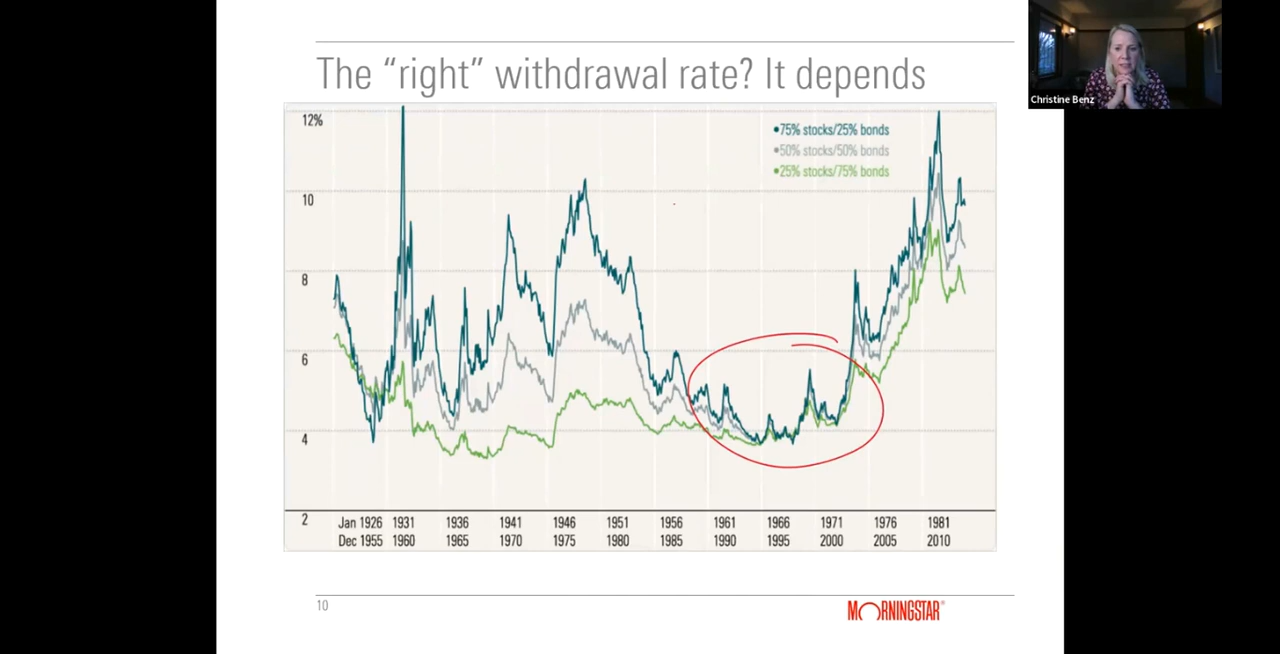 The “right” withdrawal rate? It depends
Christine Benz
12%
•75% stocks/25% bonds
•50% stocks/50% bonds
•25% stocks/75% bonds
10
8
6
4
2
Jan 1926 1931 1936 1941 1946 1951 1956 1961 1966 1971 1976 1981
Dec 1955 1960 1965 1970 1975 1980 1985 1990 1995 2000 2005 2010
10
MORNINGSTAR®